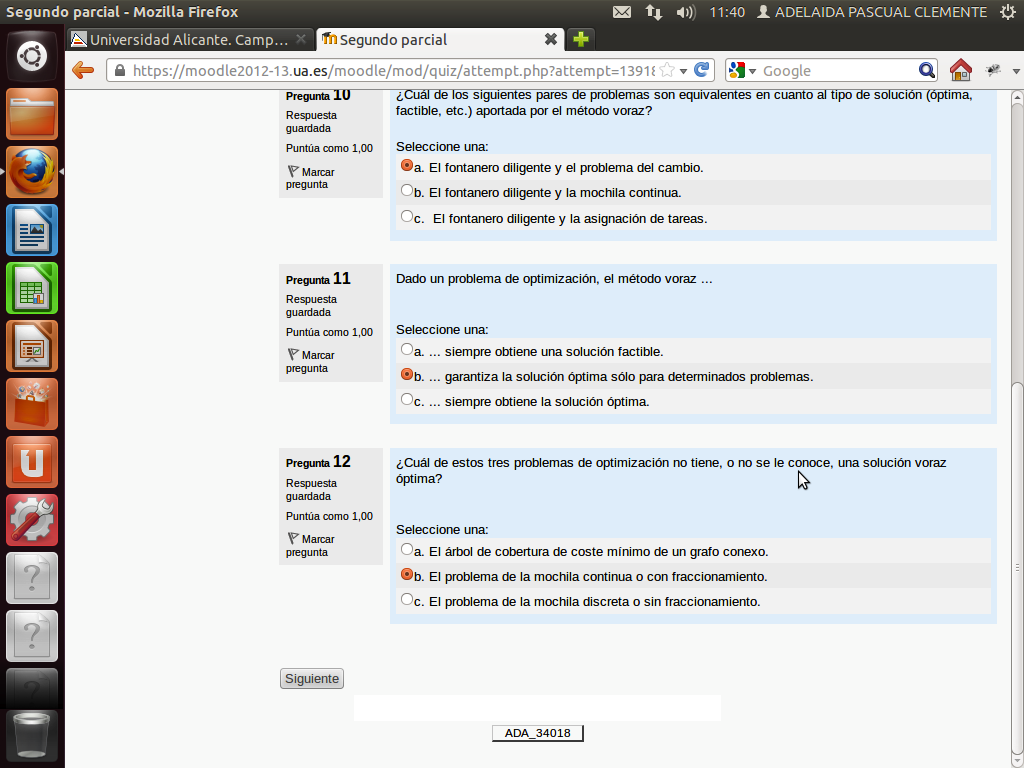 Segundo parcial - Mozilla Firefox
11:40
ADELAIDA PASCUAL CLEMENTE
Universidad Alicante. Camp...
Segundo parcial
https://moodle2012-13.ua.es/moodle/mod/quiz/attempt.php?attempt=13918
Google
Pregunta 10
Respuesta
guardada
Puntúa como 1,00
Marcar
pregunta
¿Cuál de los siguientes pares de problemas son equivalentes en cuanto al tipo de solución (óptima,
factible, etc.) aportada por el método voraz?
Seleccione una:
a. El fontanero diligente y el problema del cambio.
b. El fontanero diligente y la mochila continua.
c. El fontanero diligente y la asignación de tareas.
Pregunta 11
Respuesta
guardada
Puntúa como 1,00
Marcar
pregunta
Dado un problema de optimización, el método voraz ...
Seleccione una:
a. ... siempre obtiene una solución factible.
b. ... garantiza la solución óptima sólo para determinados problemas.
c. ... siempre obtiene la solución óptima.
Pregunta 12
Respuesta
guardada
Puntúa como 1,00
Marcar
pregunta
¿Cuál de estos tres problemas de optimización no tiene, o no se le conoce, una solución voraz
óptima?
Seleccione una:
a. El árbol de cobertura de coste mínimo de un grafo conexo.
b. El problema de la mochila continua o con fraccionamiento.
c. El problema de la mochila discreta o sin fraccionamiento.
Siguiente
ADA_34018